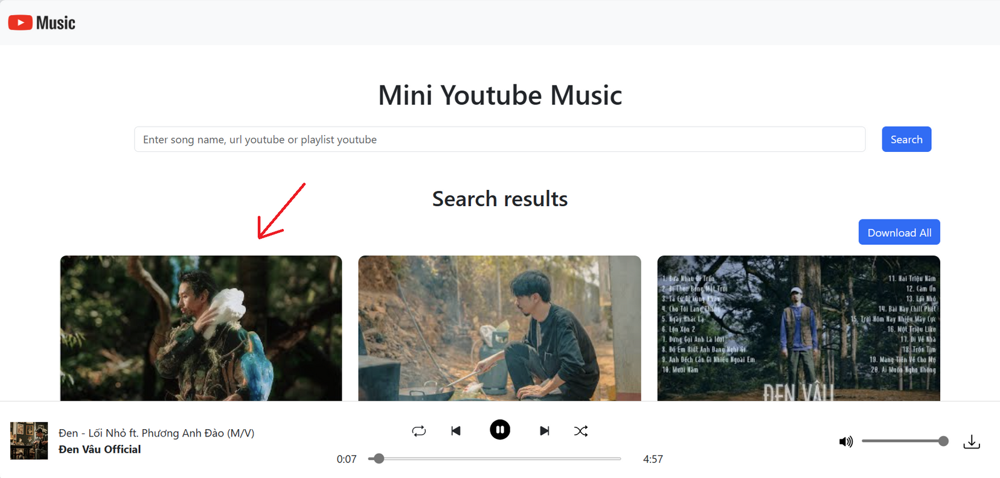 Music
Mini Youtube Music
Enter song name, url youtube or playlist youtube
Search
Search results
Download All
1. Đưa Nhau Đi Trốn
2. Đi Theo Bóng Mặt Trời
3. Ta Cứ Đi Cùng Nhau
4. Cho Tôi Lang Thang
5. Ngày Khác Lạ
6. Lộn Xộn 2
7. Đừng Gọi Anh Là Idol
8. Bố Em Biết Anh Đang Nghĩ Gì
9. Anh Đếch Cần Gì Nhiều Ngoài Em
10. Mười Năm
11. Hai Triệu Năm
12. Cảm Ơn
13. Lối Nhỏ
14. Bài Này Chill Phết
15. Trời Hôm Nay Nhiều Mây Cực
16. Một Triệu Like
17. Đi Về Nhà
18. Trốn Tìm
19. Mang Tiền Về Cho Mẹ
20. Ai Muốn Nghe Không
ĐEN VÂU
Đen - Lối Nhỏ ft. Phương Anh Đào (M/V)
Đen Vâu Official
0:07
4:57